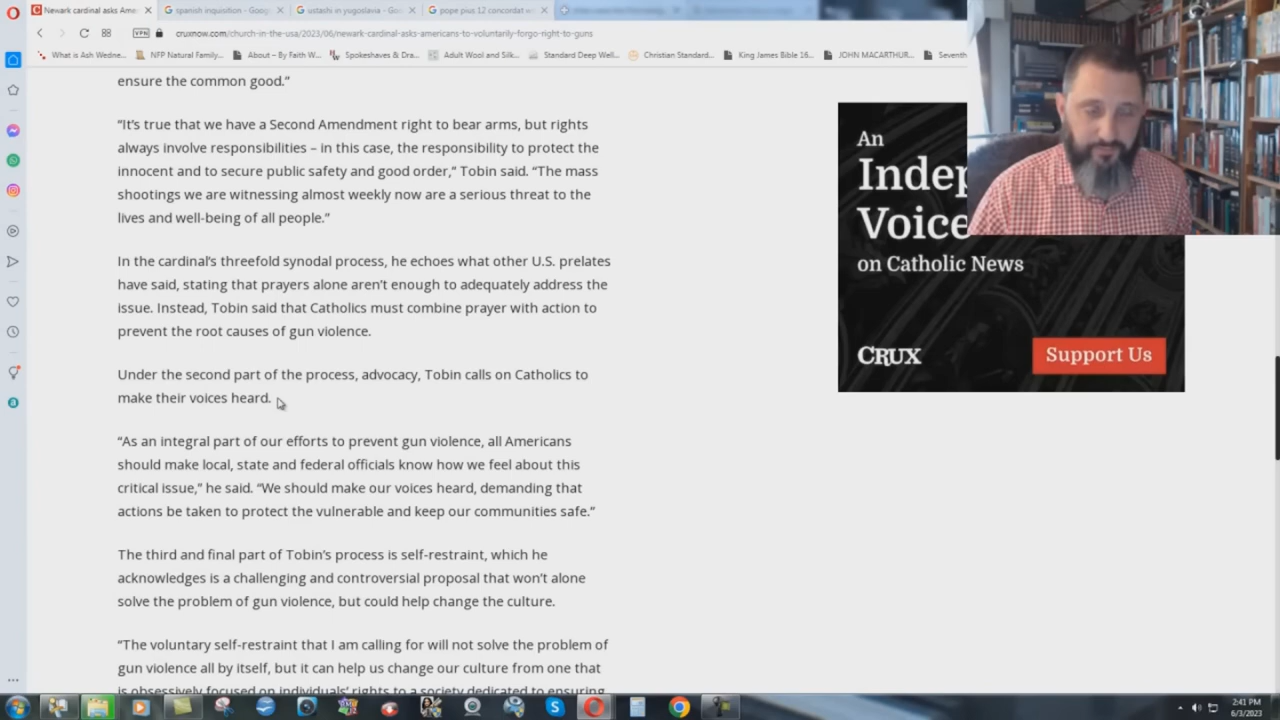 Newark cardinal asks Amer
spanish inquisition - Goog
ustashi in yugoslavia - Goo
pope pius 12 concordat wi
VPN
cruxnow.com/church-in-the-usa/2023/06/newark-cardinal-asks-americans-to-voluntarily-forgo-right-to-guns
What is Ash Wedne...
NFP Natural Family...
About – By Faith W...
Spokeshaves & Dra...
Adult Wool and Silk...
Standard Deep Well...
Christian Standard...
King James Bible 16...
JOHN MACARTHUR...
Seventh
ensure the common good.”
“It’s true that we have a Second Amendment right to bear arms, but rights
always involve responsibilities – in this case, the responsibility to protect the
innocent and to secure public safety and good order,” Tobin said. “The mass
shootings we are witnessing almost weekly now are a serious threat to the
lives and well-being of all people.”
In the cardinal’s threefold synodal process, he echoes what other U.S. prelates
have said, stating that prayers alone aren’t enough to adequately address the
issue. Instead, Tobin said that Catholics must combine prayer with action to
prevent the root causes of gun violence.
Under the second part of the process, advocacy, Tobin calls on Catholics to
make their voices heard.
“As an integral part of our efforts to prevent gun violence, all Americans
should make local, state and federal officials know how we feel about this
critical issue,” he said. “We should make our voices heard, demanding that
actions be taken to protect the vulnerable and keep our communities safe.”
The third and final part of Tobin’s process is self-restraint, which he
acknowledges is a challenging and controversial proposal that won’t alone
solve the problem of gun violence, but could help change the culture.
“The voluntary self-restraint that I am calling for will not solve the problem of
gun violence all by itself, but it can help us change our culture from one that
is obsessively focused on individuals’ rights to a society dedicated to ensuring
An
Indep
Voice
on Catholic News
CRUX
Support Us
2:41 PM
6/3/2023